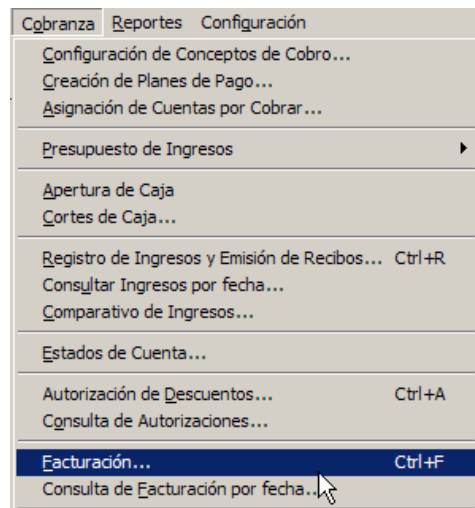 Cobranza Reportes Configuración
Configuración de Conceptos de Cobro...
Creación de Planes de Pago...
Asignación de Cuentas por Cobrar...
Presupuesto de Ingresos
Apertura de Caja
Cortes de Caja...
Registro de Ingresos y Emisión de Recibos... Ctrl+R
Consultar Ingresos por fecha...
Comparativo de Ingresos...
Estados de Cuenta...
Autorización de Descuentos... Ctrl+A
Consulta de Autorizaciones...
Facturación... Ctrl+F
Consulta de Facturación por fecha...